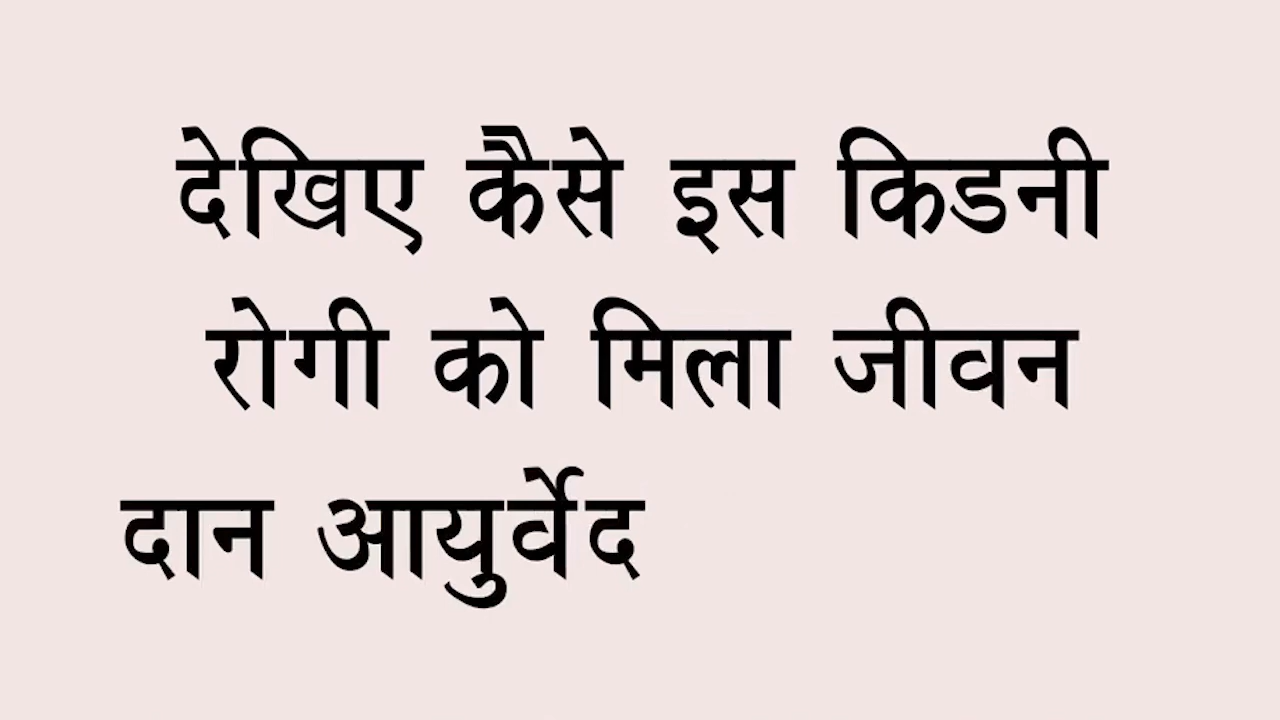 देखिए कैसे इस किडनी
रोगी को मिला जीवन
दान आयुर्वेद